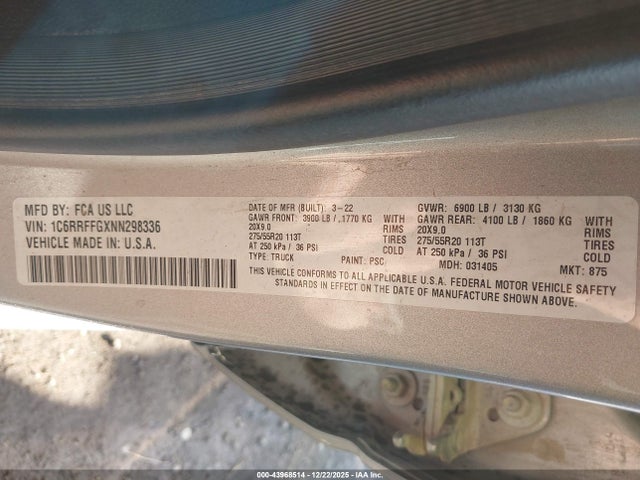 MFD BY: FCA US LLC
VIN: 1C6RRFFGXNN298336
VEHICLE MADE IN: U.S.A.
DATE OF MFR (BUILT): 3-22 GVWR: 6900 LB / 3130 KG
GAWR FRONT: 3900 LB / 1770 KG GAWR REAR: 4100 LB / 1860 KG
20X9.0 RIMS 20X9.0 RIMS
275/55R20 113T TIRES 275/55R20 113T TIRES
AT 250 kPa / 36 PSI COLD AT 250 kPa / 36 PSI COLD
TYPE: TRUCK PAINT: PSC MDH: 031405 MKT: 875
THIS VEHICLE CONFORMS TO ALL APPLICABLE U.S.A. FEDERAL MOTOR VEHICLE SAFETY
STANDARDS IN EFFECT ON THE DATE OF MANUFACTURE SHOWN ABOVE.
000-43968514 | 12/22/2025 - IAAI.COM